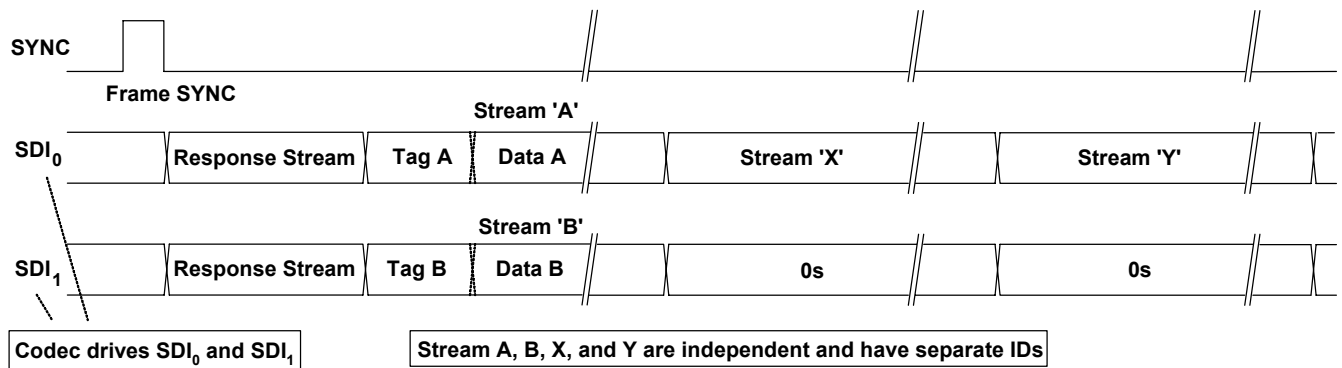 SYNC
Frame SYNC
Stream 'A'
SDI0 Response Stream Tag A Data A Stream 'X' Stream 'Y'
Stream 'B'
SDI1 Response Stream Tag B Data B 0s 0s
Codec drives SDI0 and SDI1
Stream A, B, X, and Y are independent and have separate IDs